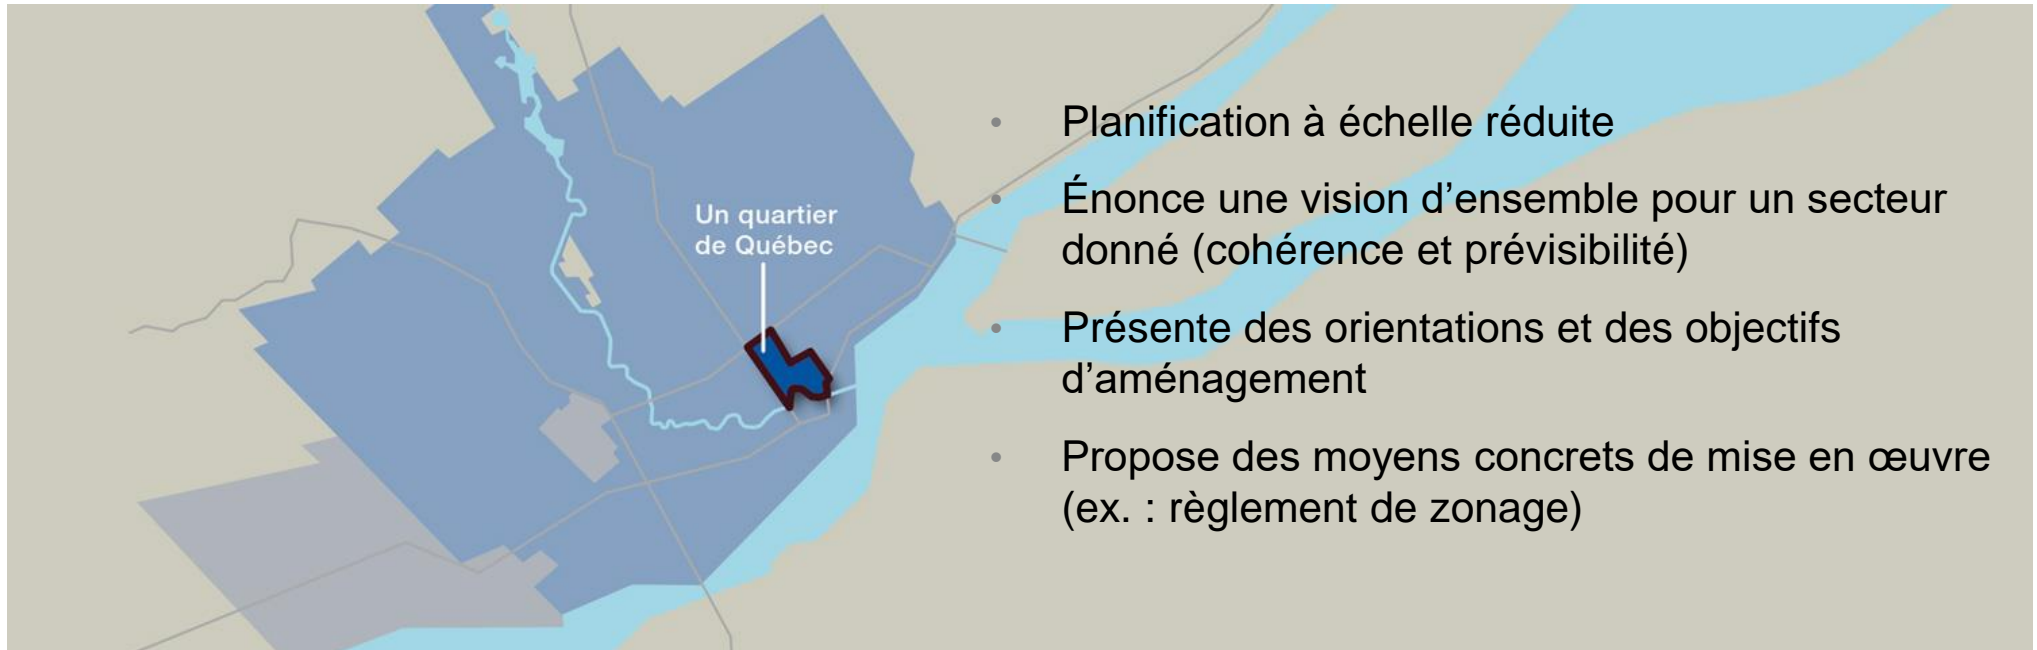 Un quartier
de Québec
• Planification à échelle réduite
• Énonce une vision d’ensemble pour un secteur
donné (cohérence et prévisibilité)
• Présente des orientations et des objectifs
d’aménagement
• Propose des moyens concrets de mise en œuvre
(ex. : règlement de zonage)